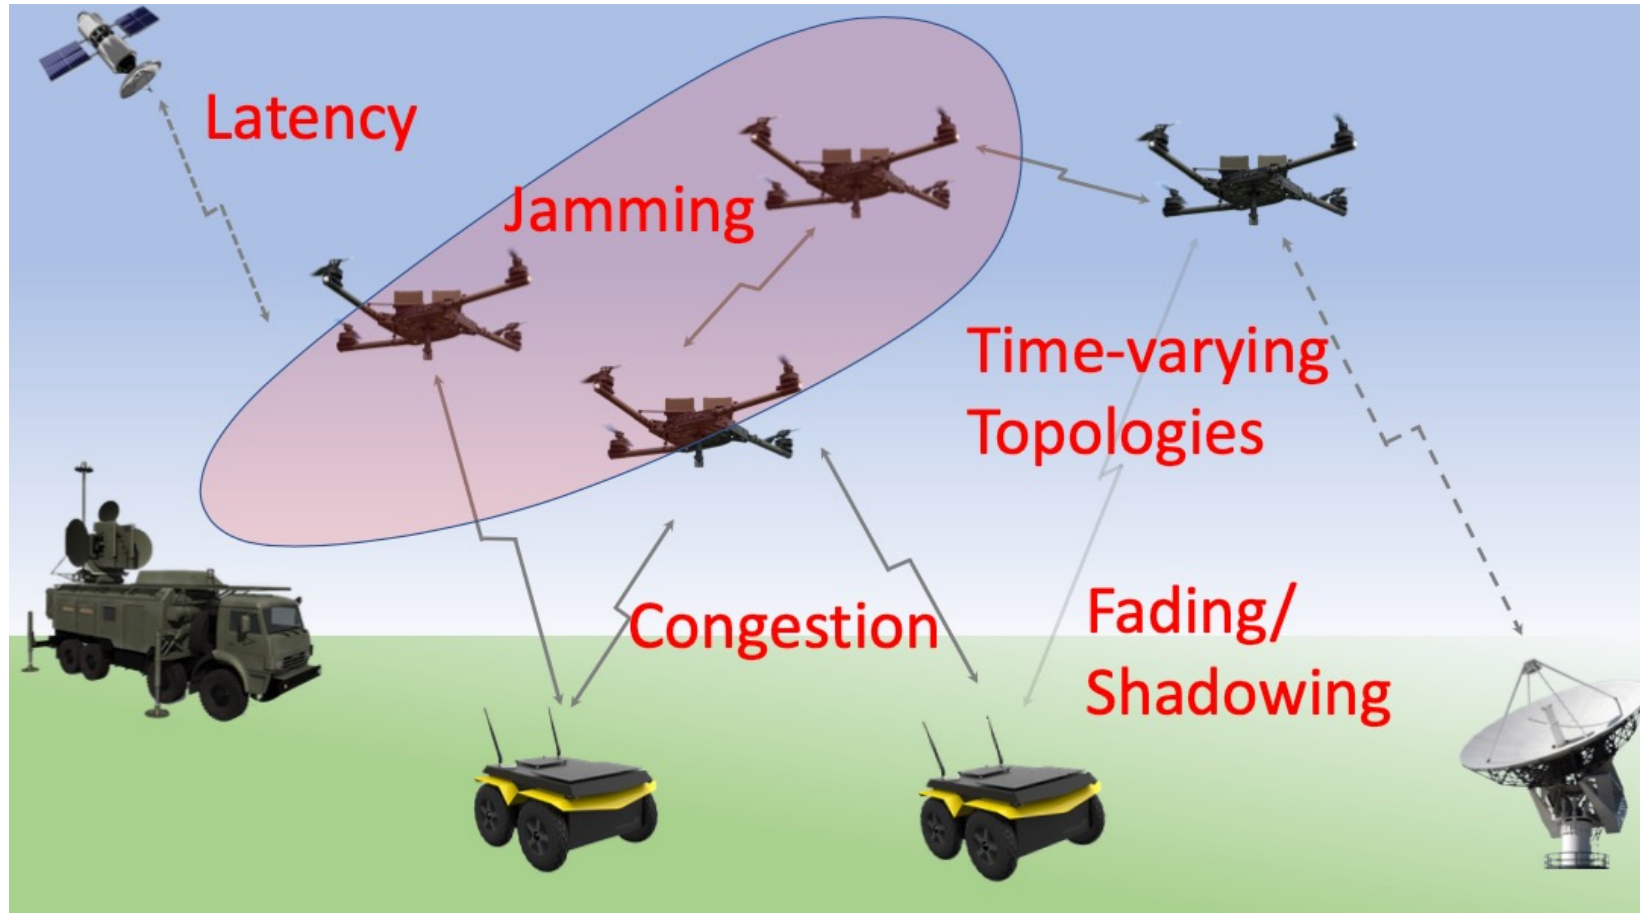 Latency
Jamming
Time-varying
Topologies
Congestion
Fading/
Shadowing